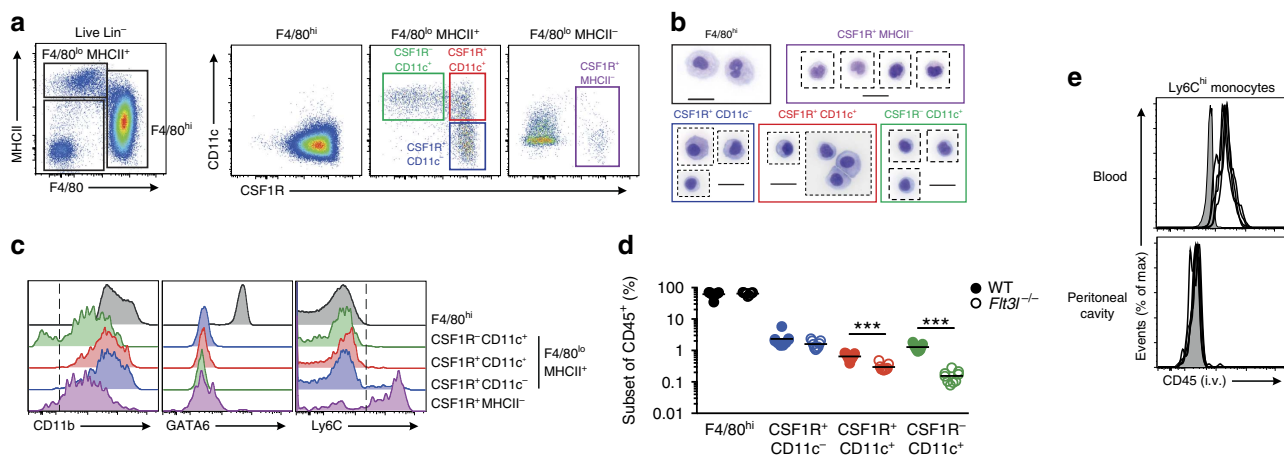 a
Live Lin⁻
F4/80ˡᵒ MHCII⁺
F4/80ʰⁱ
MHCII
F4/80
F4/80ʰⁱ
F4/80ˡᵒ MHCII⁺
F4/80ˡᵒ MHCII⁻
CSF1R⁻
CD11c⁺
CSF1R⁺
CD11c⁺
CSF1R⁺
CD11c⁻
CSF1R⁺
MHCII⁻
CD11c
CSF1R
b
F4/80ʰⁱ
CSF1R⁺ MHCII⁻
CSF1R⁺ CD11c⁻
CSF1R⁺ CD11c⁺
CSF1R⁻ CD11c⁺
c
F4/80ʰⁱ
CSF1R⁻CD11c⁺
CSF1R⁺CD11c⁺
CSF1R⁺CD11c⁻
CSF1R⁺MHCII⁻
F4/80ˡᵒ
MHCII⁺
CD11b
GATA6
Ly6C
d
Subset of CD45⁺ (%)
100
10
1
0.1
0.01
***
***
WT
Flt3l⁻/⁻
F4/80ʰⁱ
CSF1R⁺
CD11c⁻
CSF1R⁺
CD11c⁺
CSF1R⁻
CD11c⁺
e
Ly6Cʰⁱ monocytes
Blood
Peritoneal
cavity
Events (% of max)
CD45 (i.v.)